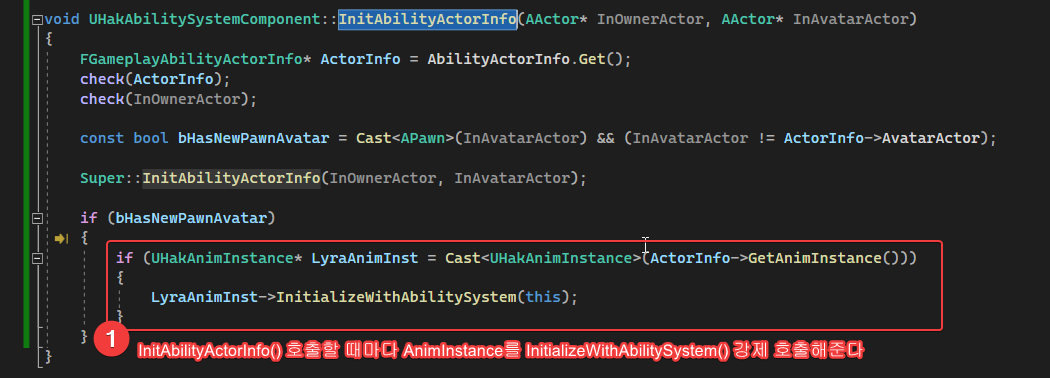 void UHakAbilitySystemComponent::InitAbilityActorInfo(AActor* InOwnerActor, AActor* InAvatarActor)
{
FGameplayAbilityActorInfo* ActorInfo = AbilityActorInfo.Get();
check(ActorInfo);
check(InOwnerActor);
const bool bHasNewPawnAvatar = Cast<APawn>(InAvatarActor) && (InAvatarActor != ActorInfo->AvatarActor);
Super::InitAbilityActorInfo(InOwnerActor, InAvatarActor);
if (bHasNewPawnAvatar)
{
if (UHakAnimInstance* LyraAnimInst = Cast<UHakAnimInstance>(ActorInfo->GetAnimInstance()))
{
LyraAnimInst->InitializeWithAbilitySystem(this);
}
}
1 InitAbilityActorInfo() 호출할 때마다 AnimInstance를 InitializeWithAbilitySystem() 강제 호출해준다
}